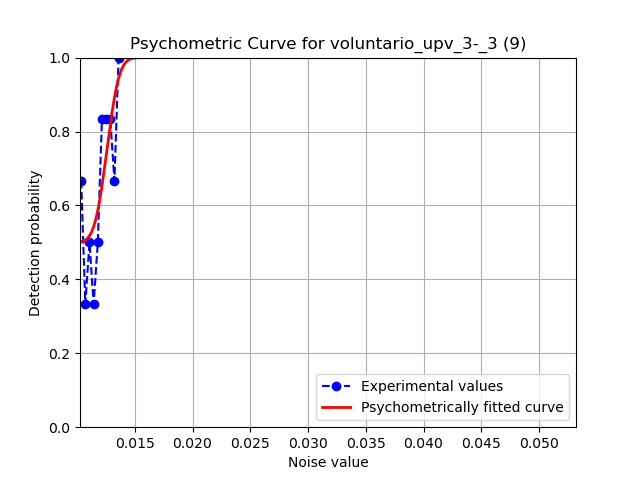 Psychometric Curve for voluntario_upv_3-_3 (9)
Detection probability
1.0
0.8
0.6
0.4
0.2
0.0
0.015 0.020 0.025 0.030 0.035 0.040 0.045 0.050
Noise value
Experimental values
Psychometrically fitted curve